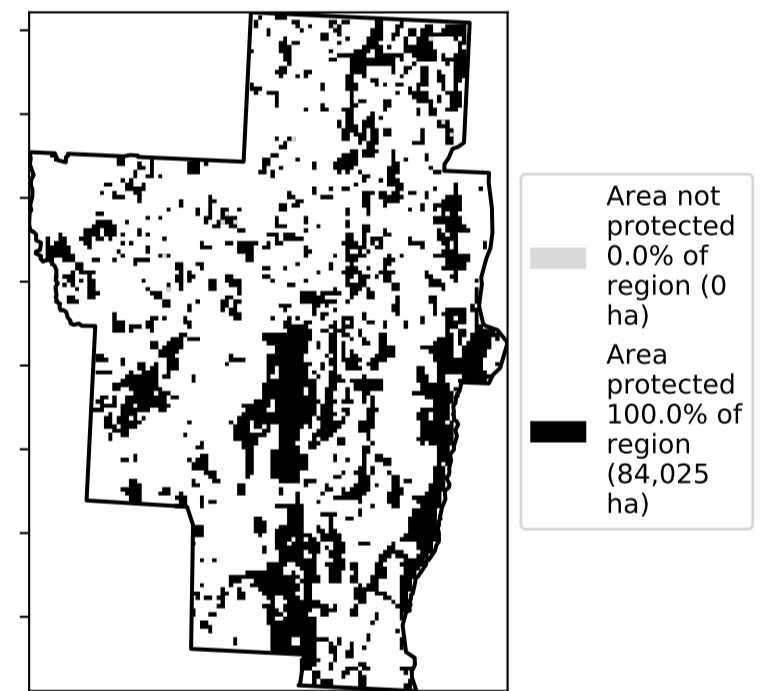 Area not
protected
0.0% of
region (0
ha)
Area
protected
100.0% of
region
(84,025
ha)